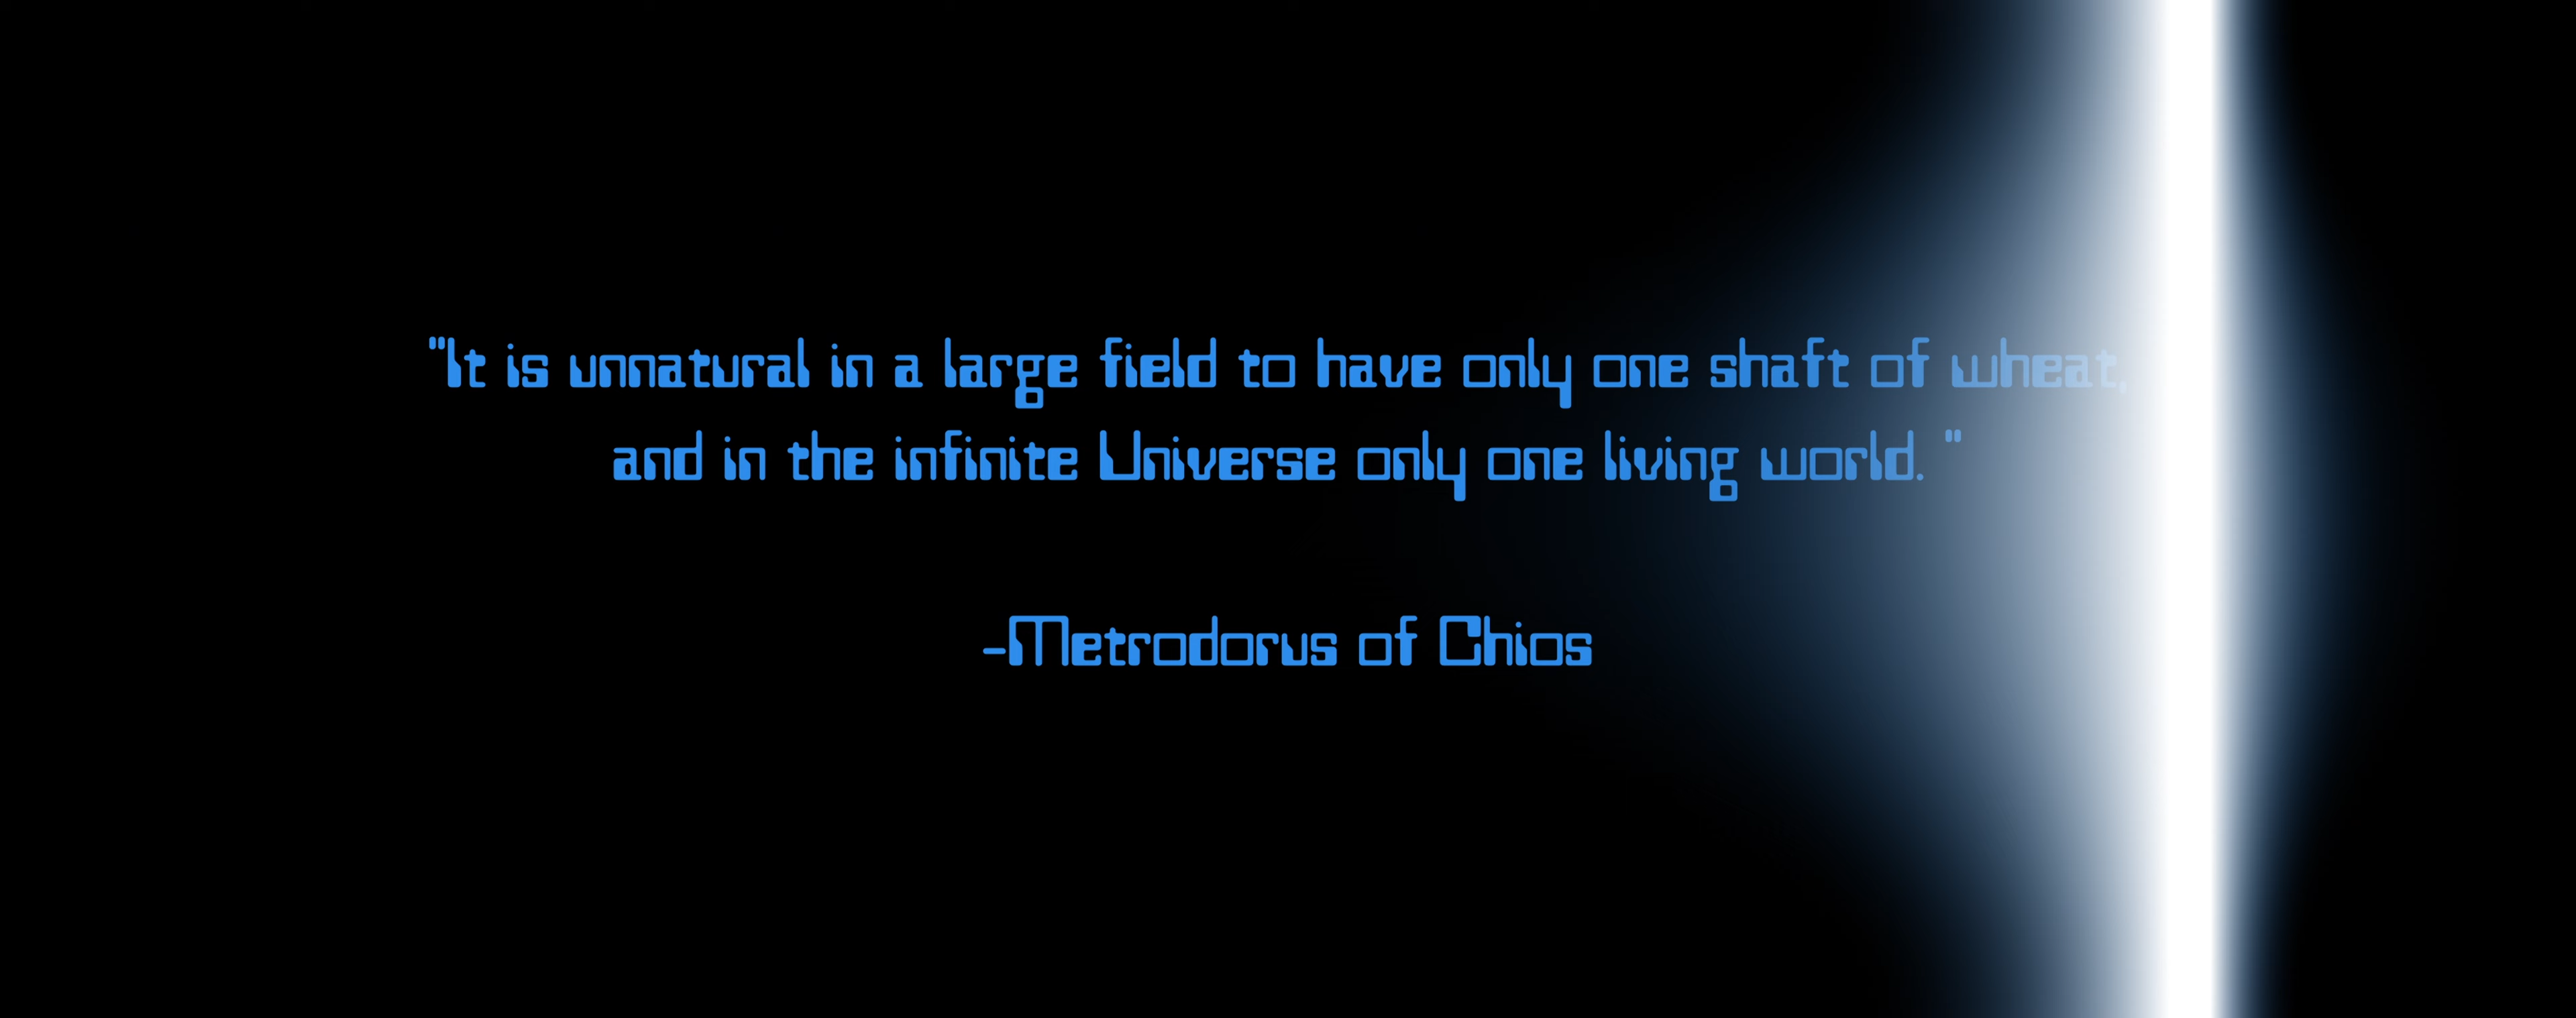 "It is unnatural in a large field to have only one shaft of wheat,
and in the infinite Universe only one living world. "
-Metrodorus of Chios